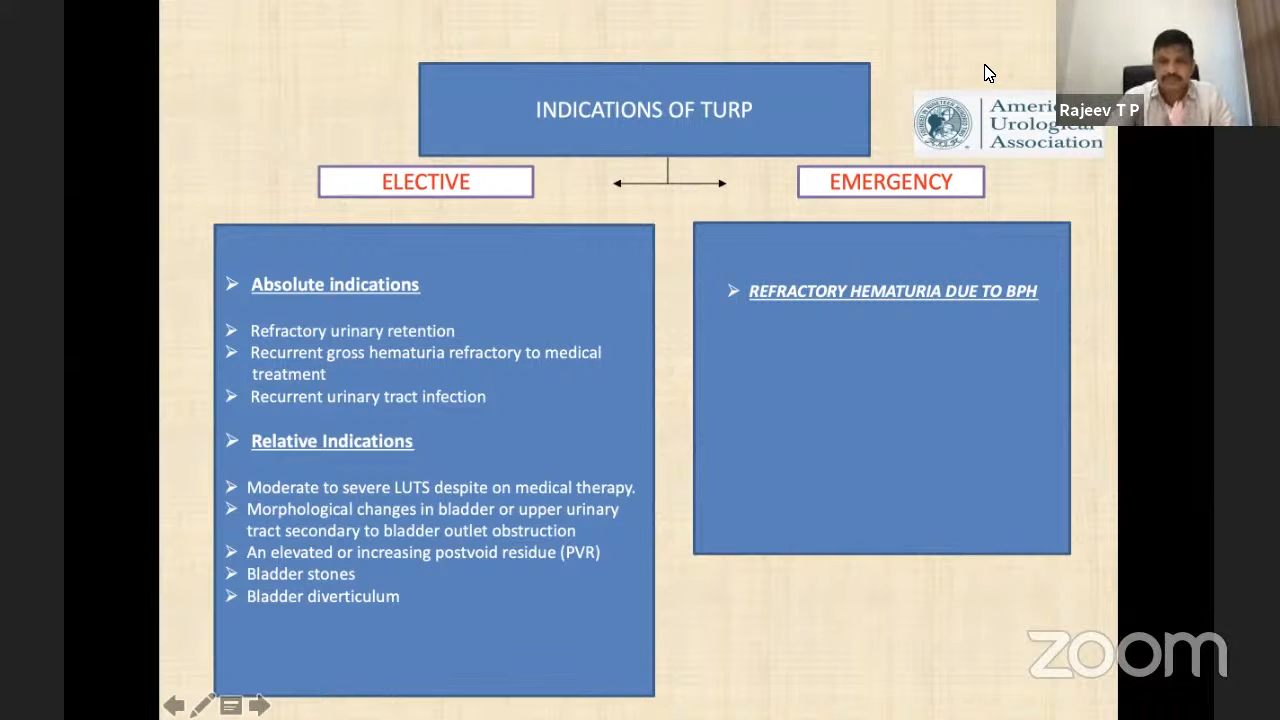 INDICATIONS OF TURP
Rajeev T P
Americ
Urological
Association
ELECTIVE
EMERGENCY
Absolute indications
Refractory urinary retention
Recurrent gross hematuria refractory to medical
treatment
Recurrent urinary tract infection
Relative Indications
Moderate to severe LUTS despite on medical therapy.
Morphological changes in bladder or upper urinary
tract secondary to bladder outlet obstruction
An elevated or increasing postvoid residue (PVR)
Bladder stones
Bladder diverticulum
REFRACTORY HEMATURIA DUE TO BPH
zoom